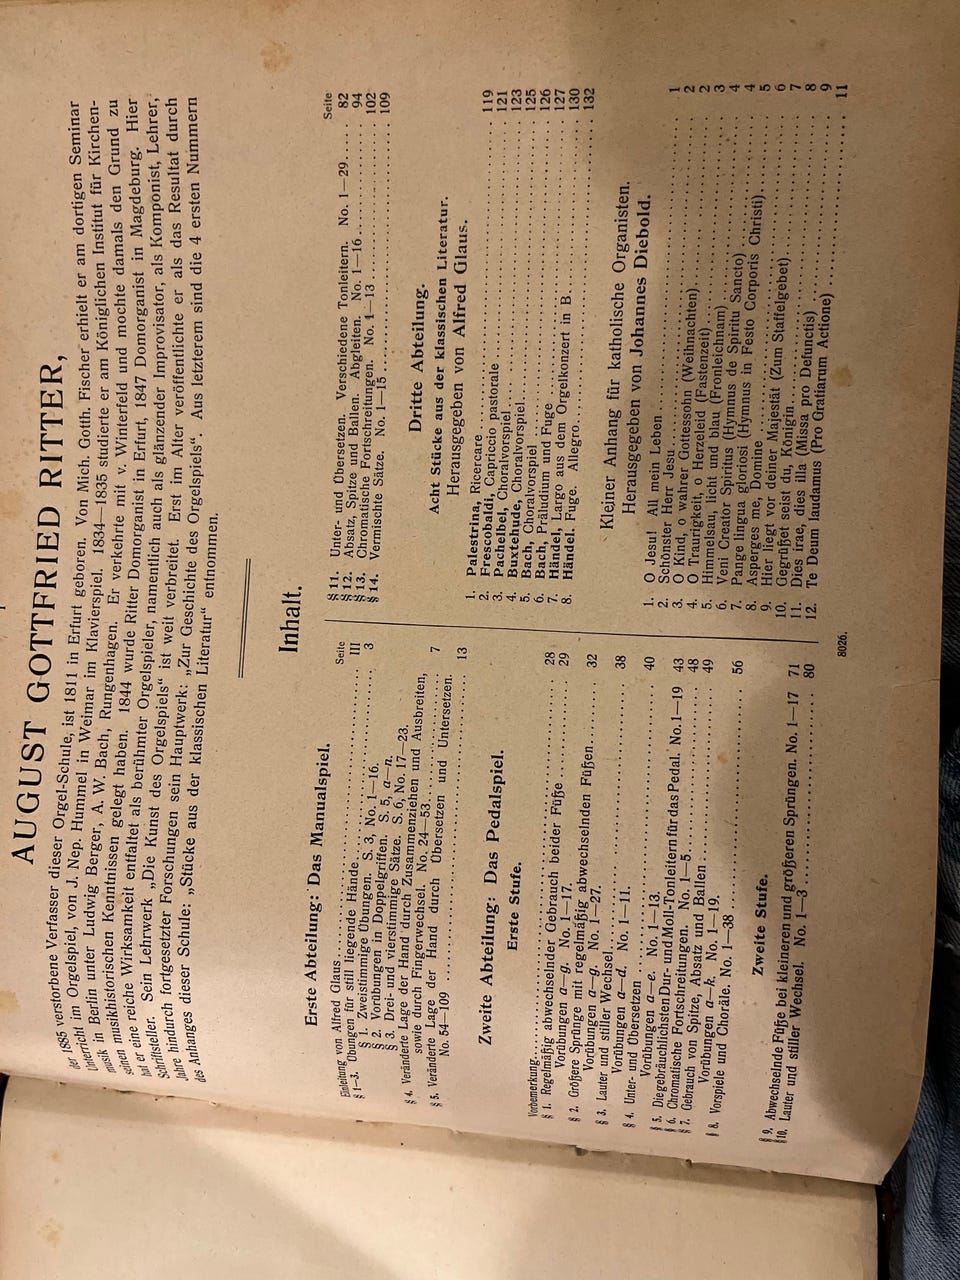 AUGUST GOTTFRIED RITTER,
der 1885 verstorbene Verfasser dieser Orgel-Schule, ist 1811 in Erfurt geboren. Von Mich. Gotth. Fischer erhielt er am dortigen Seminar
Unterricht im Orgelspiel, von J. Nep. Hummel in Weimar im Klavierspiel. 1834—1835 studierte er am Königlichen Institut für Kirchen-
musik in Berlin unter Ludwig Berger, A. W. Bach, Rungenhagen. Er verkehrte mit v. Winterfeld und mochte damals den Grund zu
seinen musikhistorischen Kenntnissen gelegt haben. 1844 wurde Ritter Domorganist in Erfurt, 1847 Domorganist in Magdeburg. Hier
hat er eine reiche Wirksamkeit entfaltet als berühmter Orgelspieler, namentlich auch als glänzender Improvisator, als Komponist, Lehrer,
Schriftsteller. Sein Lehrwerk „Die Kunst des Orgelspiels“ ist weit verbreitet. Erst im Alter veröffentlichte er als das Resultat durch
Jahre hindurch fortgesetzter Forschungen sein Hauptwerk: „Zur Geschichte des Orgelspiels“. Aus letzterem sind die 4 ersten Nummern
des Anhanges dieser Schule: „Stücke aus der klassischen Literatur“ entnommen.
Inhalt.
Erste Abteilung: Das Manualspiel.
Seite
Einleitung von Alfred Glaus . . . . III
§ 1—3. Übungen für still liegende Hände . . . . 3
§ 1. Zweistimmige Übungen. S. 3, No. 1—16.
§ 2. Vorübungen in Doppelgriffen. S. 5, a—n.
§ 3. Drei- und vierstimmige Sätze. S. 6, No. 17—23.
§ 4. Veränderte Lage der Hand durch Zusammenziehen und Ausbreiten,
sowie durch Fingerwechsel. No. 24—53 . . . . 7
§ 5. Veränderte Lage der Hand durch Übersetzen und Untersetzen.
No. 54—109 . . . . 13
Zweite Abteilung: Das Pedalspiel.
Erste Stufe.
Vorbemerkung . . . . 28
§ 1. Regelmäßig abwechselnder Gebrauch beider Füße . . . . 29
Vorübungen a—g. No. 1—17.
§ 2. Größere Sprünge mit regelmäßig abwechselnden Füßen . . . . 32
Vorübungen a—g. No. 1—27.
§ 3. Lauter und stiller Wechsel . . . . 38
Vorübungen a—d. No. 1—11.
§ 4. Unter- und Übersetzen . . . . 40
Vorübungen a—e. No. 1—13.
§ 5. Die gebräuchlichsten Dur- und Moll-Tonleitern für das Pedal. No. 1—19 43
§ 6. Chromatische Fortschreitungen. No. 1—5 . . . . 48
§ 7. Gebrauch von Spitze, Absatz und Ballen . . . . 49
Vorübungen a—k. No. 1—19.
§ 8. Vorspiele und Choräle. No. 1—38 . . . . 56
Zweite Stufe.
§ 9. Abwechselnde Füße bei kleineren und größeren Sprüngen. No. 1—17 71
§ 10. Lauter und stiller Wechsel. No. 1—3 . . . . 80
Seite
§ 11. Unter- und Übersetzen. Verschiedene Tonleitern. No. 1—29 . . . . 82
§ 12. Absatz, Spitze und Ballen. Abgleiten. No. 1—16 . . . . 94
§ 13. Chromatische Fortschreitungen. No. 1—13 . . . . 102
§ 14. Vermischte Sätze. No. 1—15 . . . . 109
Dritte Abteilung.
Acht Stücke aus der klassischen Literatur.
Herausgegeben von Alfred Glaus.
1. Palestrina, Ricercare . . . . 119
2. Frescobaldi, Capriccio pastorale . . . . 121
3. Pachelbel, Choralvorspiel . . . . 123
4. Buxtehude, Choralvorspiel . . . . 125
5. Bach, Choralvorspiel . . . . 126
6. Bach, Präludium und Fuge . . . . 127
7. Händel, Largo aus dem Orgelkonzert in B . . . . 130
8. Händel. Fuge. Allegro . . . . 132
Kleiner Anhang für katholische Organisten.
Herausgegeben von Johannes Diebold.
1. O Jesu! All mein Leben . . . . 1
2. Schönster Herr Jesu . . . . 2
3. O Kind, o wahrer Gottessohn (Weihnachten) . . . . 2
4. O Traurigkeit, o Herzeleid (Fastenzeit) . . . . 3
5. Himmelsau, licht und blau (Fronleichnam) . . . . 4
6. Veni Creator Spiritus (Hymnus de Spiritu Sancto) . . . . 4
7. Pange lingua gloriosi (Hymnus in Festo Corporis Christi) . . . . 5
8. Asperges me, Domine . . . . 6
9. Hier liegt vor deiner Majestät (Zum Staffelgebet) . . . . 7
10. Gegrüßet seist du, Königin . . . . 8
11. Dies irae, dies illa (Missa pro Defunctis) . . . . 9
12. Te Deum laudamus (Pro Gratiarum Actione) . . . . 11
8026.